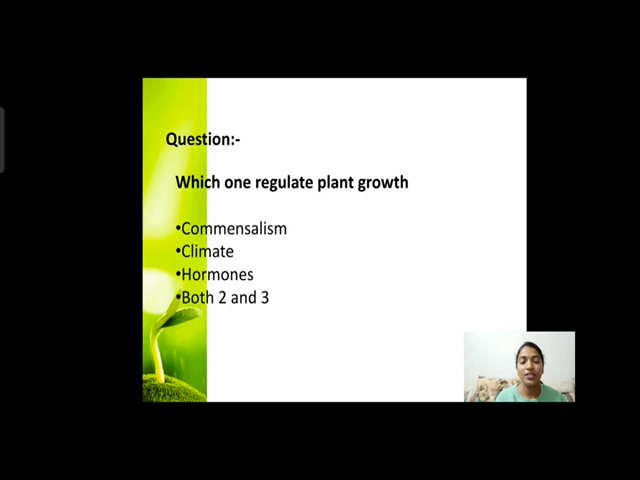 Question:-
Which one regulate plant growth
•Commensalism
•Climate
•Hormones
•Both 2 and 3